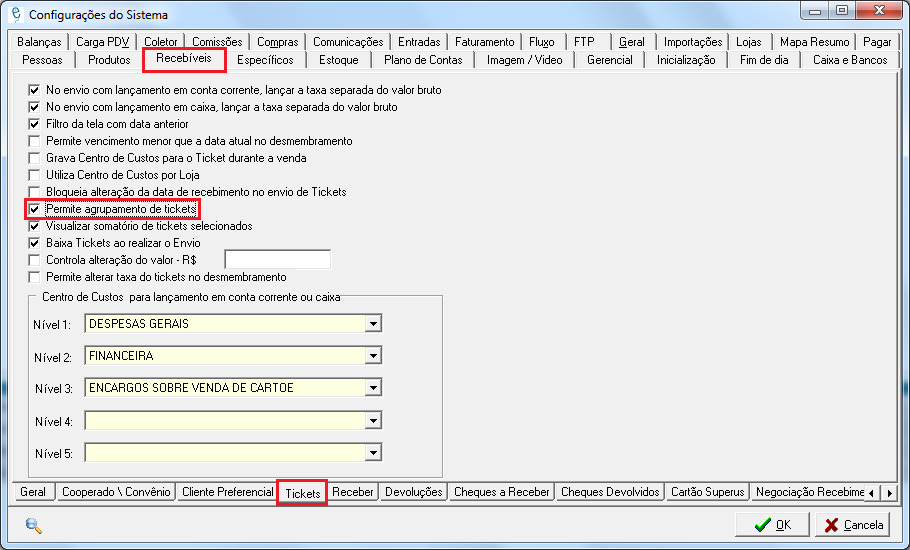 Configurações do Sistema
Balanças Carga PDV Coletor Comissões Compras Comunicações Entradas Faturamento Fluxo FTP Geral Importações Lojas Mapa Resumo Pagar
Pessoas Produtos Recebíveis Específicos Estoque Plano de Contas Imagem / Video Gerencial Inicialização Fim de dia Caixa e Bancos
No envio com lançamento em conta corrente, lançar a taxa separada do valor bruto
No envio com lançamento em caixa, lançar a taxa separada do valor bruto
Filtro da tela com data anterior
Permite vencimento menor que a data atual no desmembramento
Grava Centro de Custos para o Ticket durante a venda
Utiliza Centro de Custos por Loja
Bloqueia alteração da data de recebimento no envio de Tickets
Permite agrupamento de tickets
Visualizar somatório de tickets selecionados
Baixa Tickets ao realizar o Envio
Controla alteração do valor - R$
Permite alterar taxa do tickets no desmembramento
Centro de Custos para lançamento em conta corrente ou caixa
Nível 1: DESPESAS GERAIS
Nível 2: FINANCEIRA
Nível 3: ENCARGOS SOBRE VENDA DE CARTOE
Nível 4:
Nível 5:
Geral Cooperado \ Convênio Cliente Preferencial Tickets Receber Devoluções Cheques a Receber Cheques Devolvidos Cartão Superus Negociação Recebime
OK Cancela